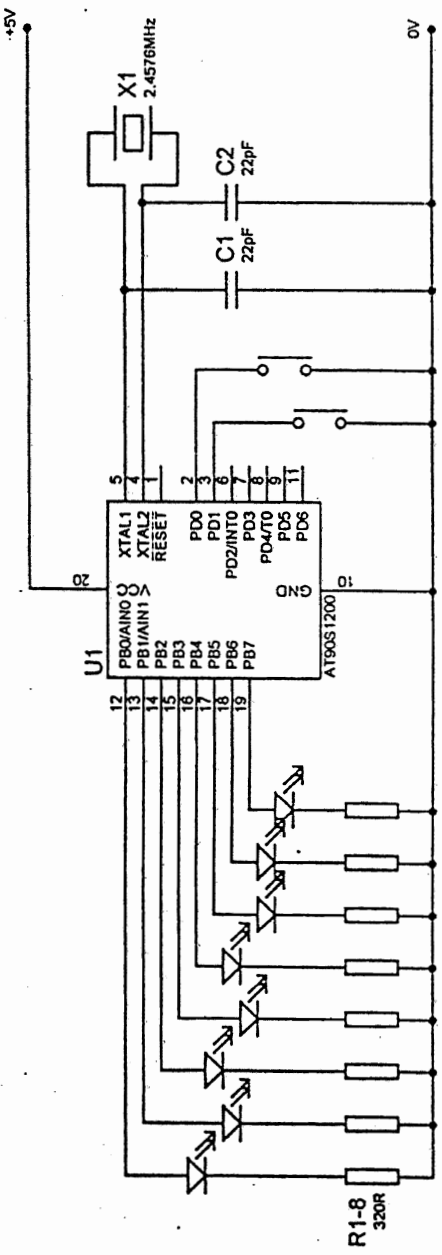 +5V
0V
X1
2.4576MHz
C2
22pF
C1
22pF
U1
AT90S1200
20
VCC
10
GND
5 XTAL1
4 XTAL2
1 RESET
2 PD0
3 PD1
6 PD2/INT0
7 PD3
8 PD4/T0
9 PD5
11 PD6
12 PB0/AIN0
13 PB1/AIN1
14 PB2
15 PB3
16 PB4
17 PB5
18 PB6
19 PB7
R1-8
320R